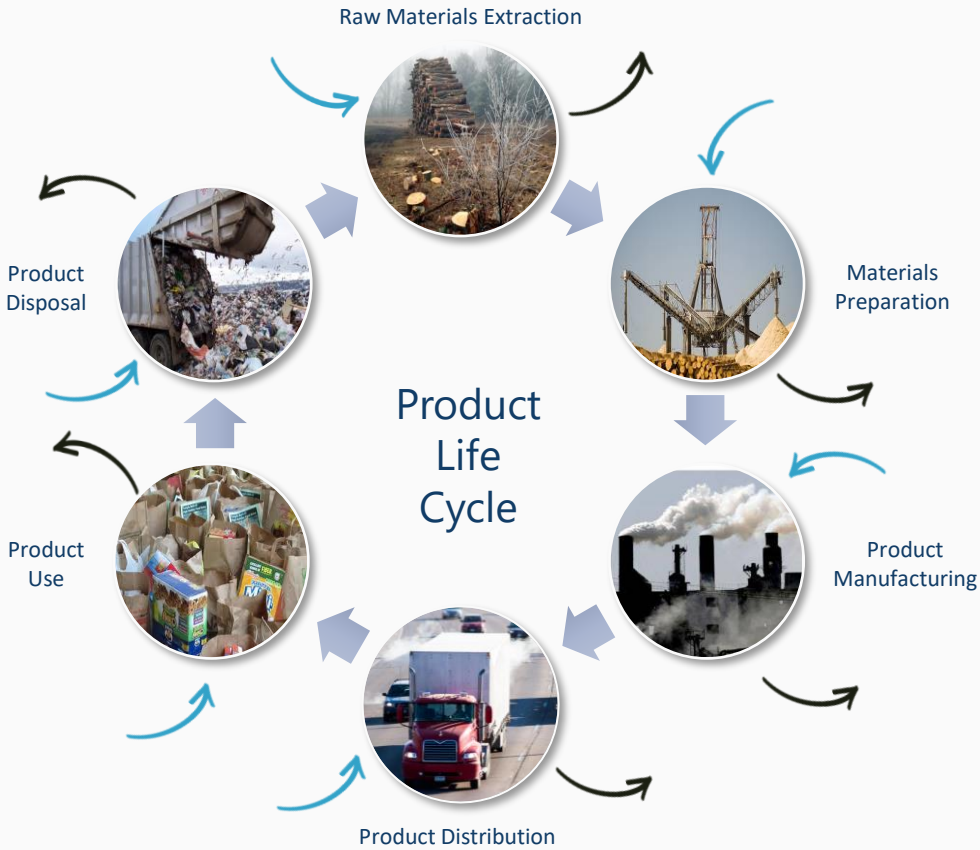 Raw Materials Extraction
Materials
Preparation
Product
Manufacturing
Product Distribution
Product
Use
Product
Disposal
Product
Life
Cycle